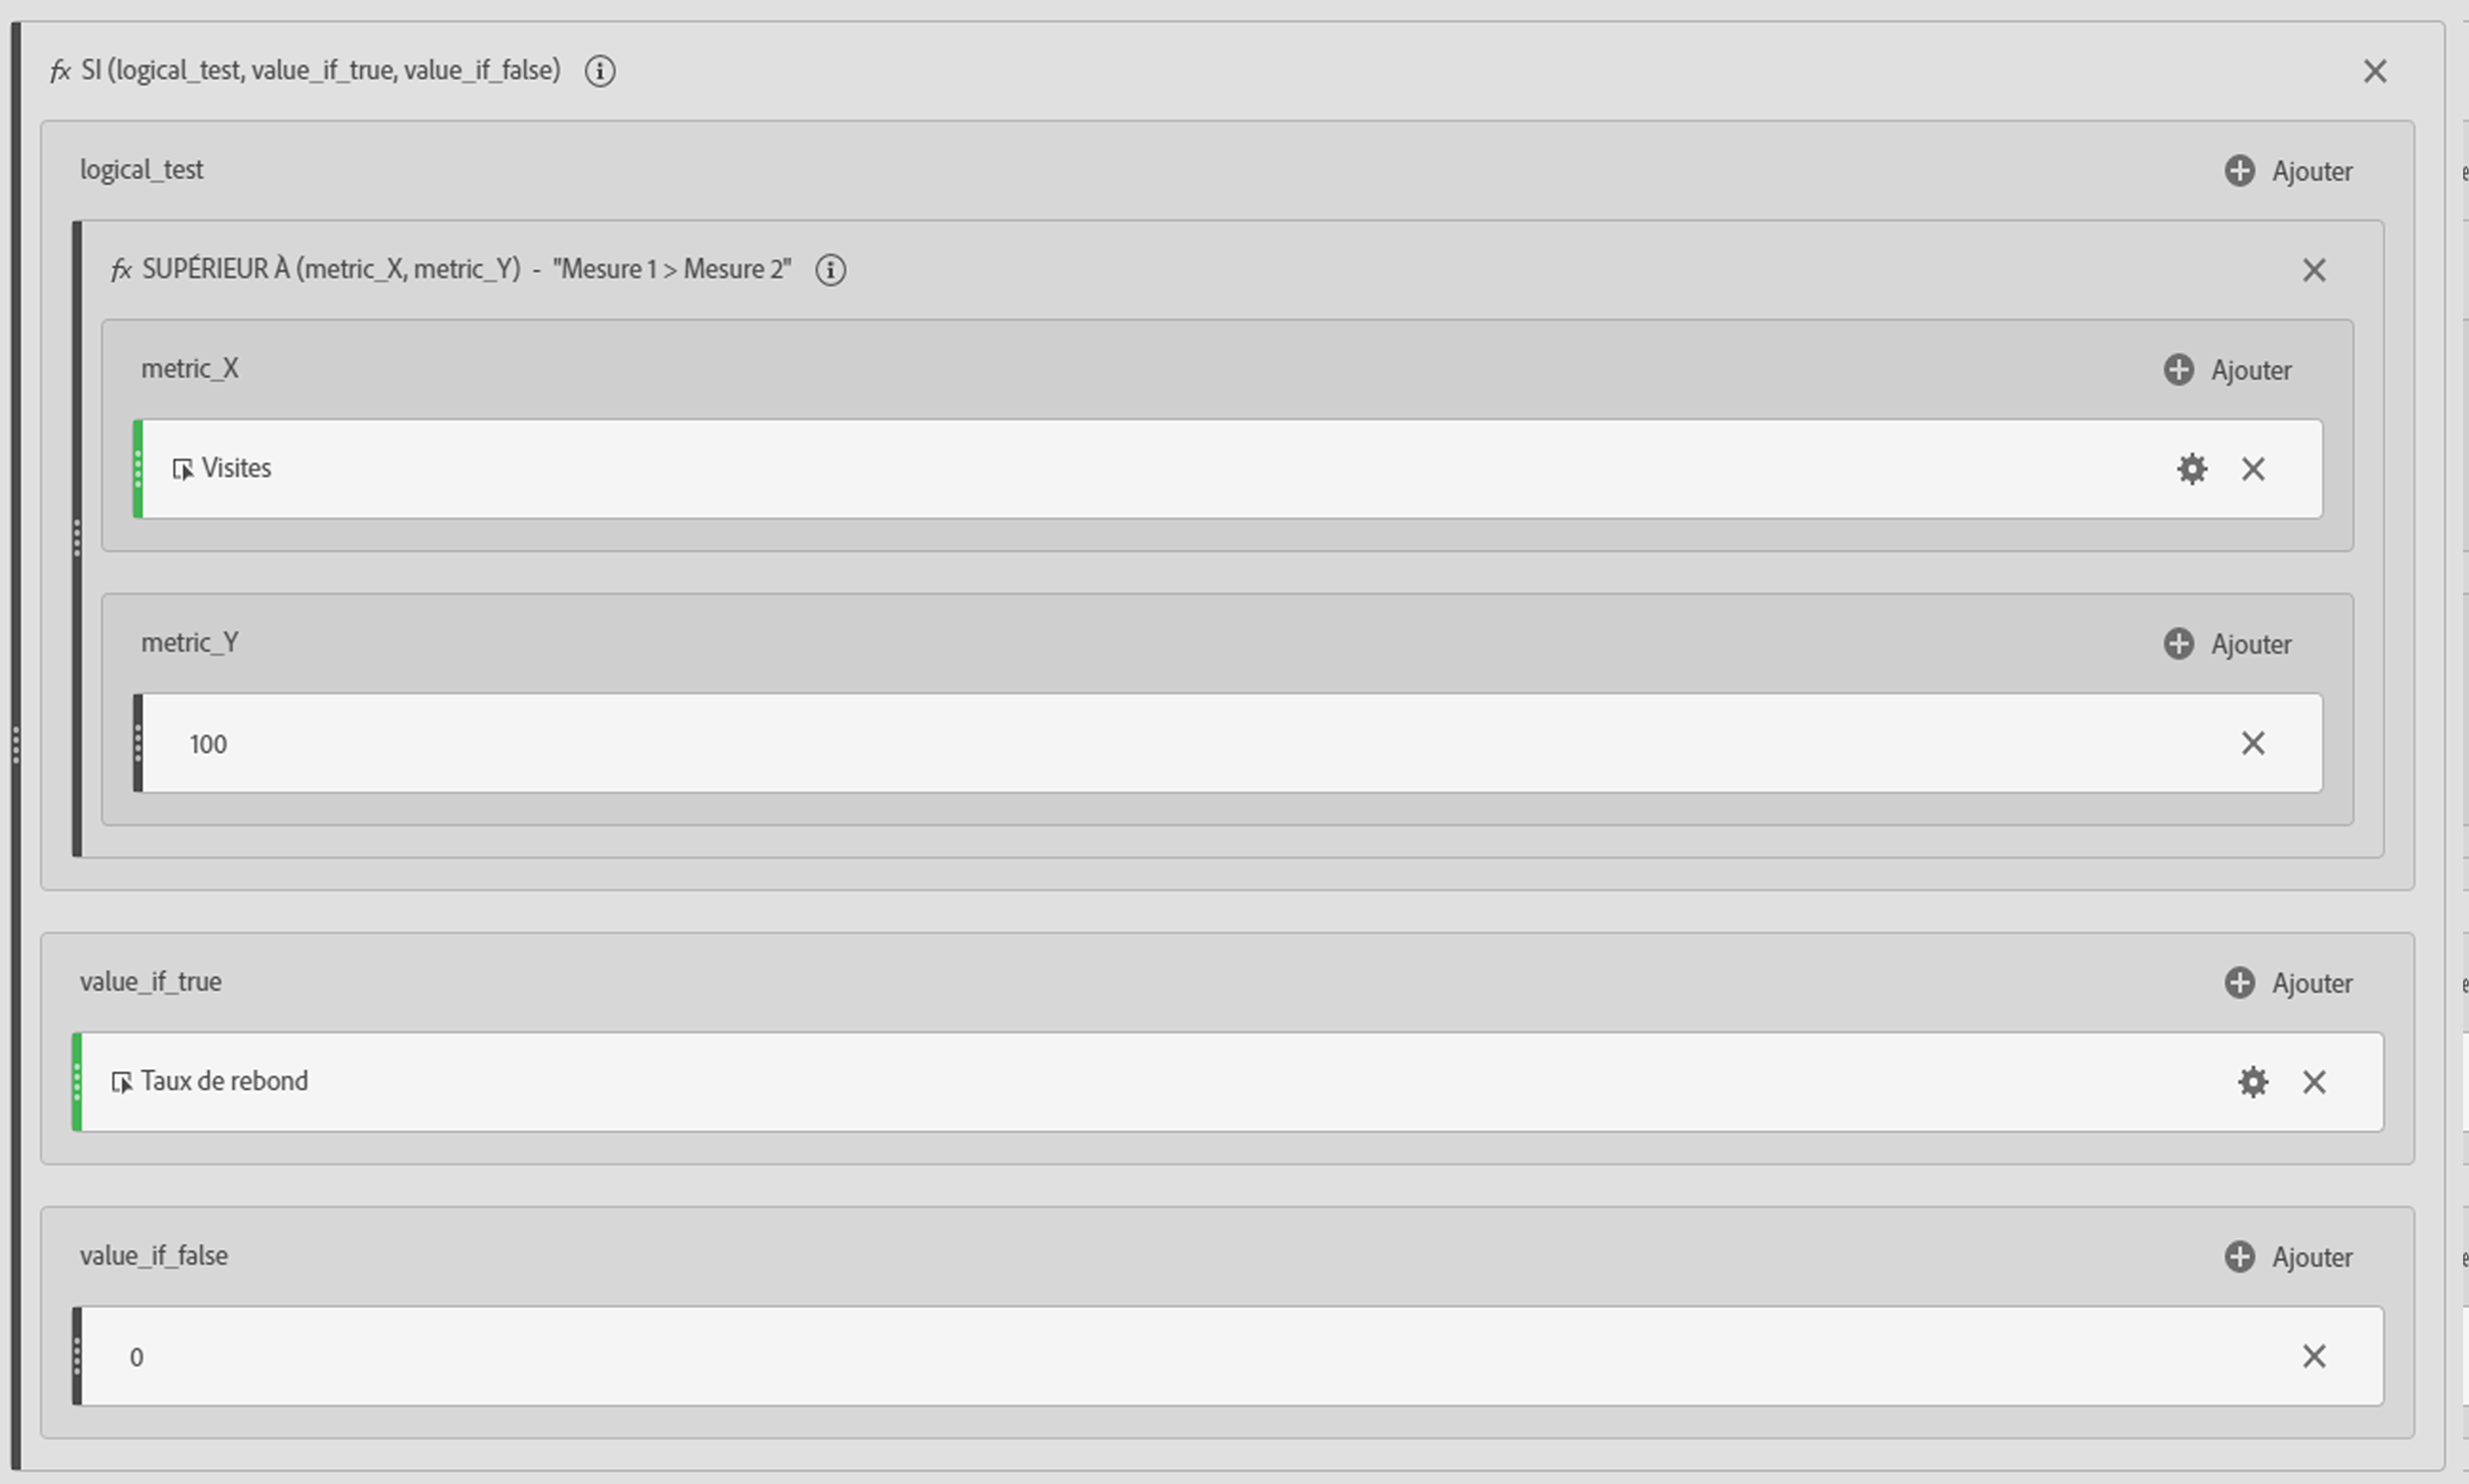 fx SI (logical_test, value_if_true, value_if_false)
logical_test Ajouter
fx SUPÉRIEUR À (metric_X, metric_Y) - "Mesure 1 > Mesure 2"
metric_X Ajouter
Visites
metric_Y Ajouter
100
value_if_true Ajouter
Taux de rebond
value_if_false Ajouter
0